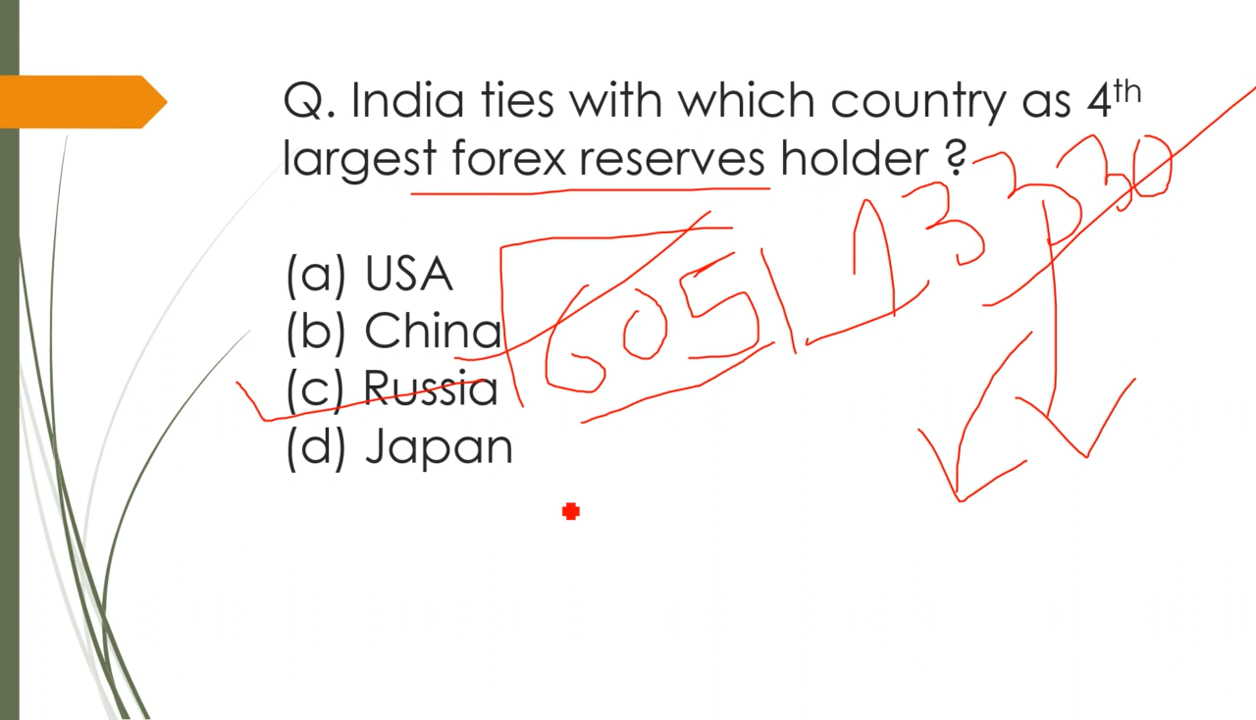 Q. India ties with which country as 4th
largest forex reserves holder ?
(a) USA
(b) China
(c) Russia
(d) Japan
605